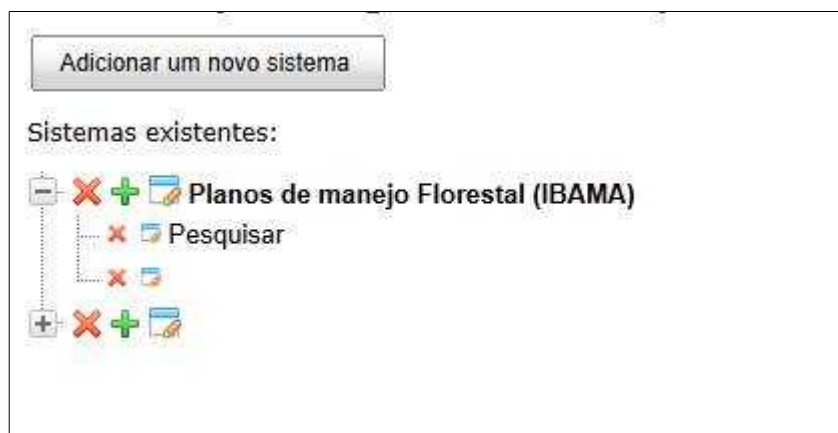 Adicionar um novo sistema
Sistemas existentes:
Planos de manejo Florestal (IBAMA)
Pesquisar